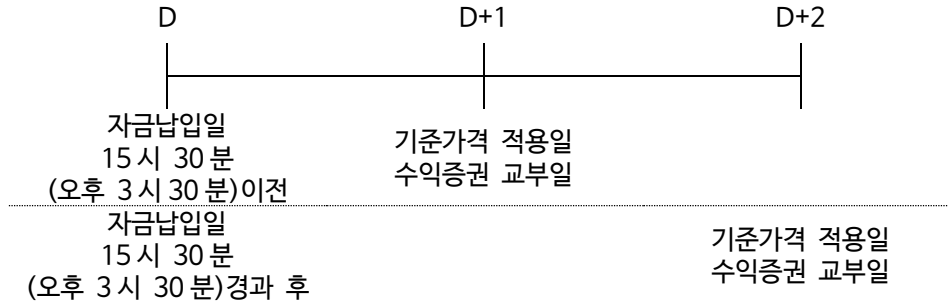 D D+1 D+2
자금납입일
15시 30분
(오후 3시30분)이전
기준가격 적용일
수익증권 교부일
자금납입일
15시 30분
(오후 3시30분)경과 후
기준가격 적용일
수익증권 교부일